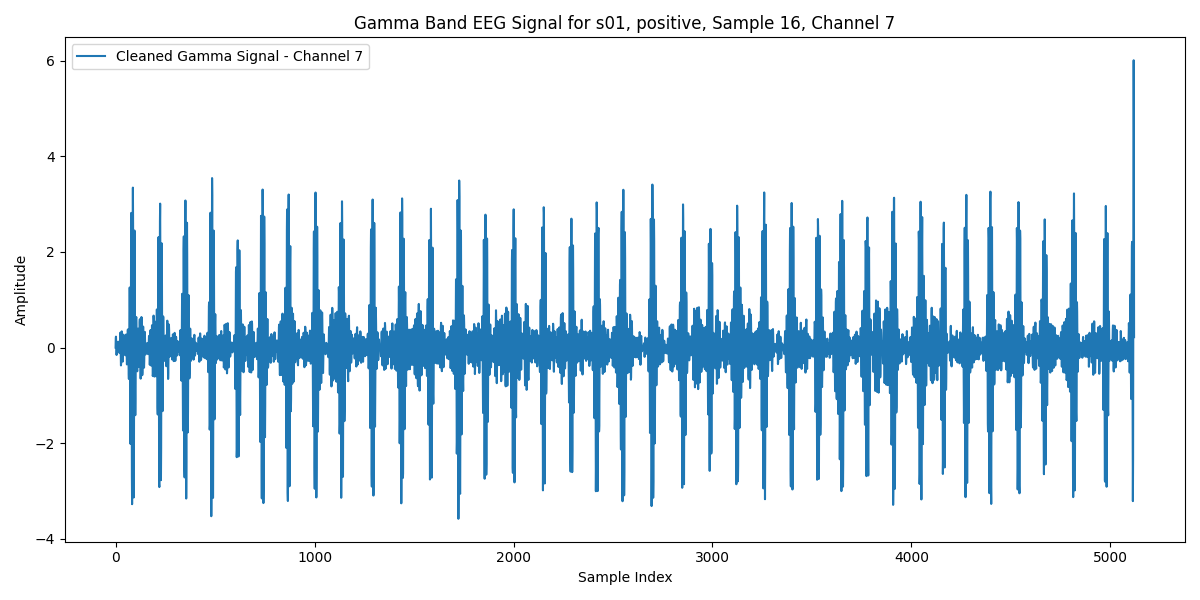 Gamma Band EEG Signal for s01, positive, Sample 16, Channel 7
Cleaned Gamma Signal - Channel 7
Amplitude
6
4
2
0
−2
−4
0 1000 2000 3000 4000 5000
Sample Index